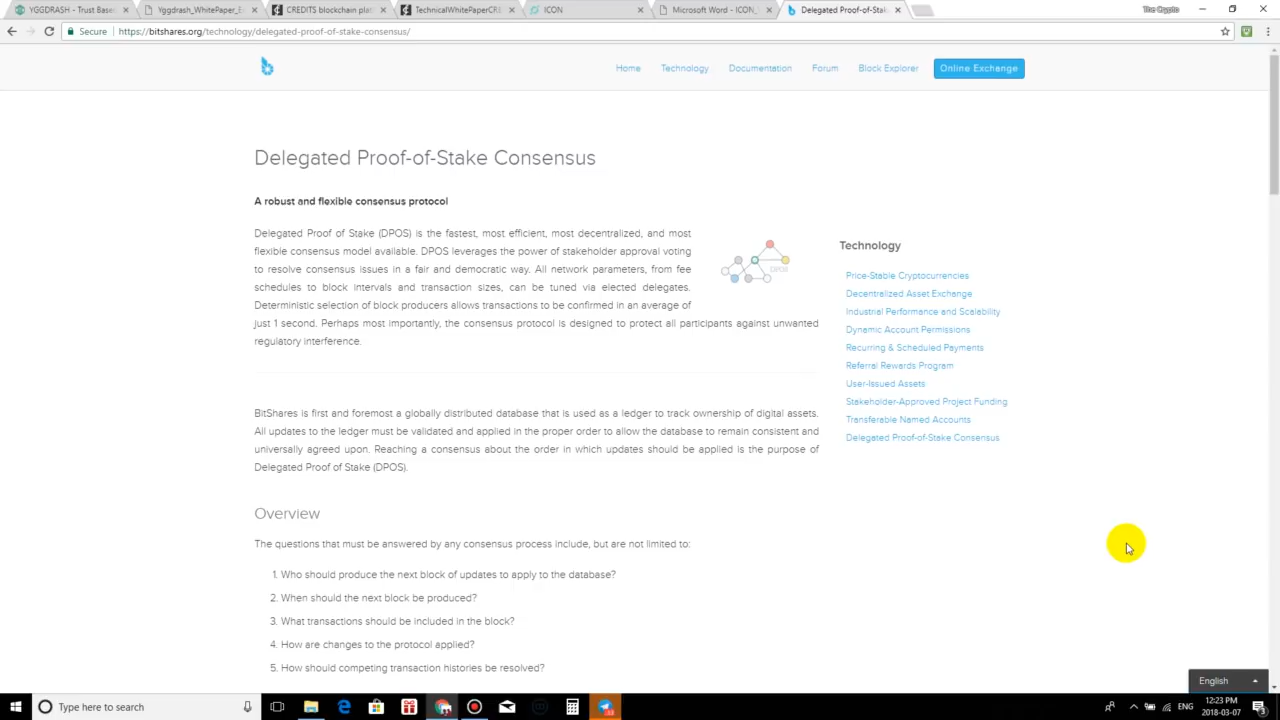 YGGDRASH - Trust Based
Yggdrash_WhitePaper_E
CREDITS blockchain pla
TechnicalWhitePaperCRE
ICON
Microsoft Word - ICON_
Delegated Proof-of-Stak
The Crypto
Secure
https://bitshares.org/technology/delegated-proof-of-stake-consensus/
Home
Technology
Documentation
Forum
Block Explorer
Online Exchange
Delegated Proof-of-Stake Consensus
A robust and flexible consensus protocol
Delegated Proof of Stake (DPOS) is the fastest, most efficient, most decentralized, and most
flexible consensus model available. DPOS leverages the power of stakeholder approval voting
to resolve consensus issues in a fair and democratic way. All network parameters, from fee
schedules to block intervals and transaction sizes, can be tuned via elected delegates.
Deterministic selection of block producers allows transactions to be confirmed in an average of
just 1 second. Perhaps most importantly, the consensus protocol is designed to protect all participants against unwanted
regulatory interference.
DPOS
BitShares is first and foremost a globally distributed database that is used as a ledger to track ownership of digital assets.
All updates to the ledger must be validated and applied in the proper order to allow the database to remain consistent and
universally agreed upon. Reaching a consensus about the order in which updates should be applied is the purpose of
Delegated Proof of Stake (DPOS).
Overview
The questions that must be answered by any consensus process include, but are not limited to:
1. Who should produce the next block of updates to apply to the database?
2. When should the next block be produced?
3. What transactions should be included in the block?
4. How are changes to the protocol applied?
5. How should competing transaction histories be resolved?
Technology
Price-Stable Cryptocurrencies
Decentralized Asset Exchange
Industrial Performance and Scalability
Dynamic Account Permissions
Recurring & Scheduled Payments
Referral Rewards Program
User-Issued Assets
Stakeholder-Approved Project Funding
Transferable Named Accounts
Delegated Proof-of-Stake Consensus
English
Type here to search
ENG
12:23 PM
2018-03-07